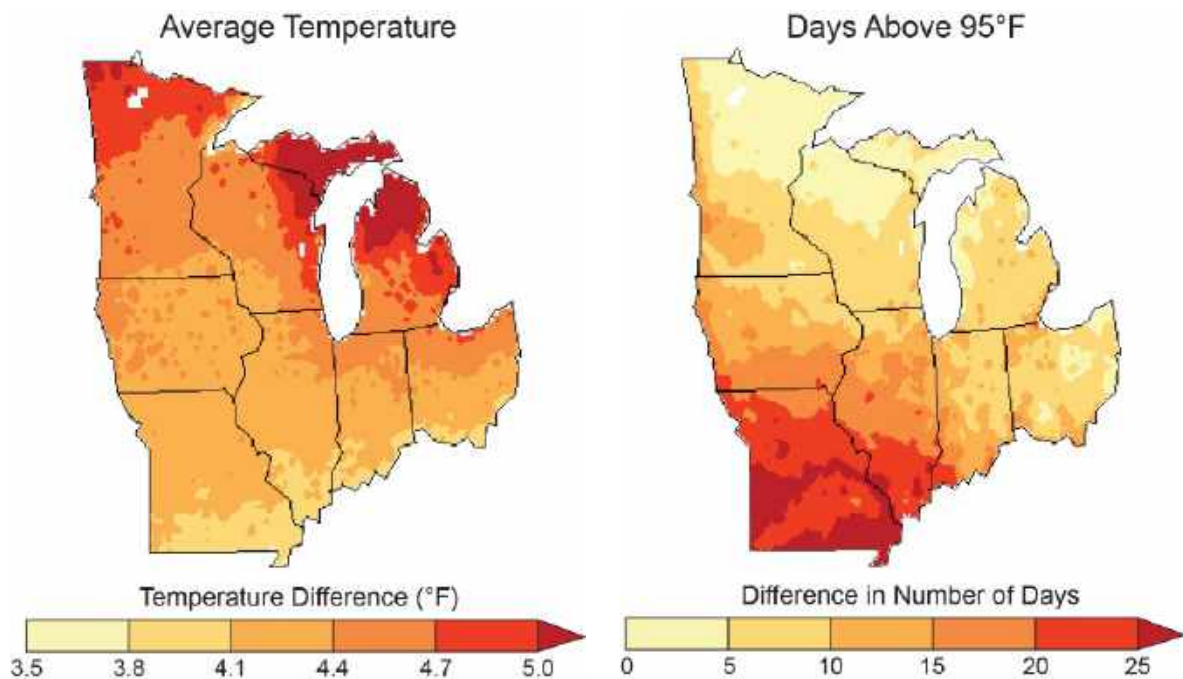 Average Temperature
Days Above 95°F
Temperature Difference (°F)
3.5 3.8 4.1 4.4 4.7 5.0
Difference in Number of Days
0 5 10 15 20 25